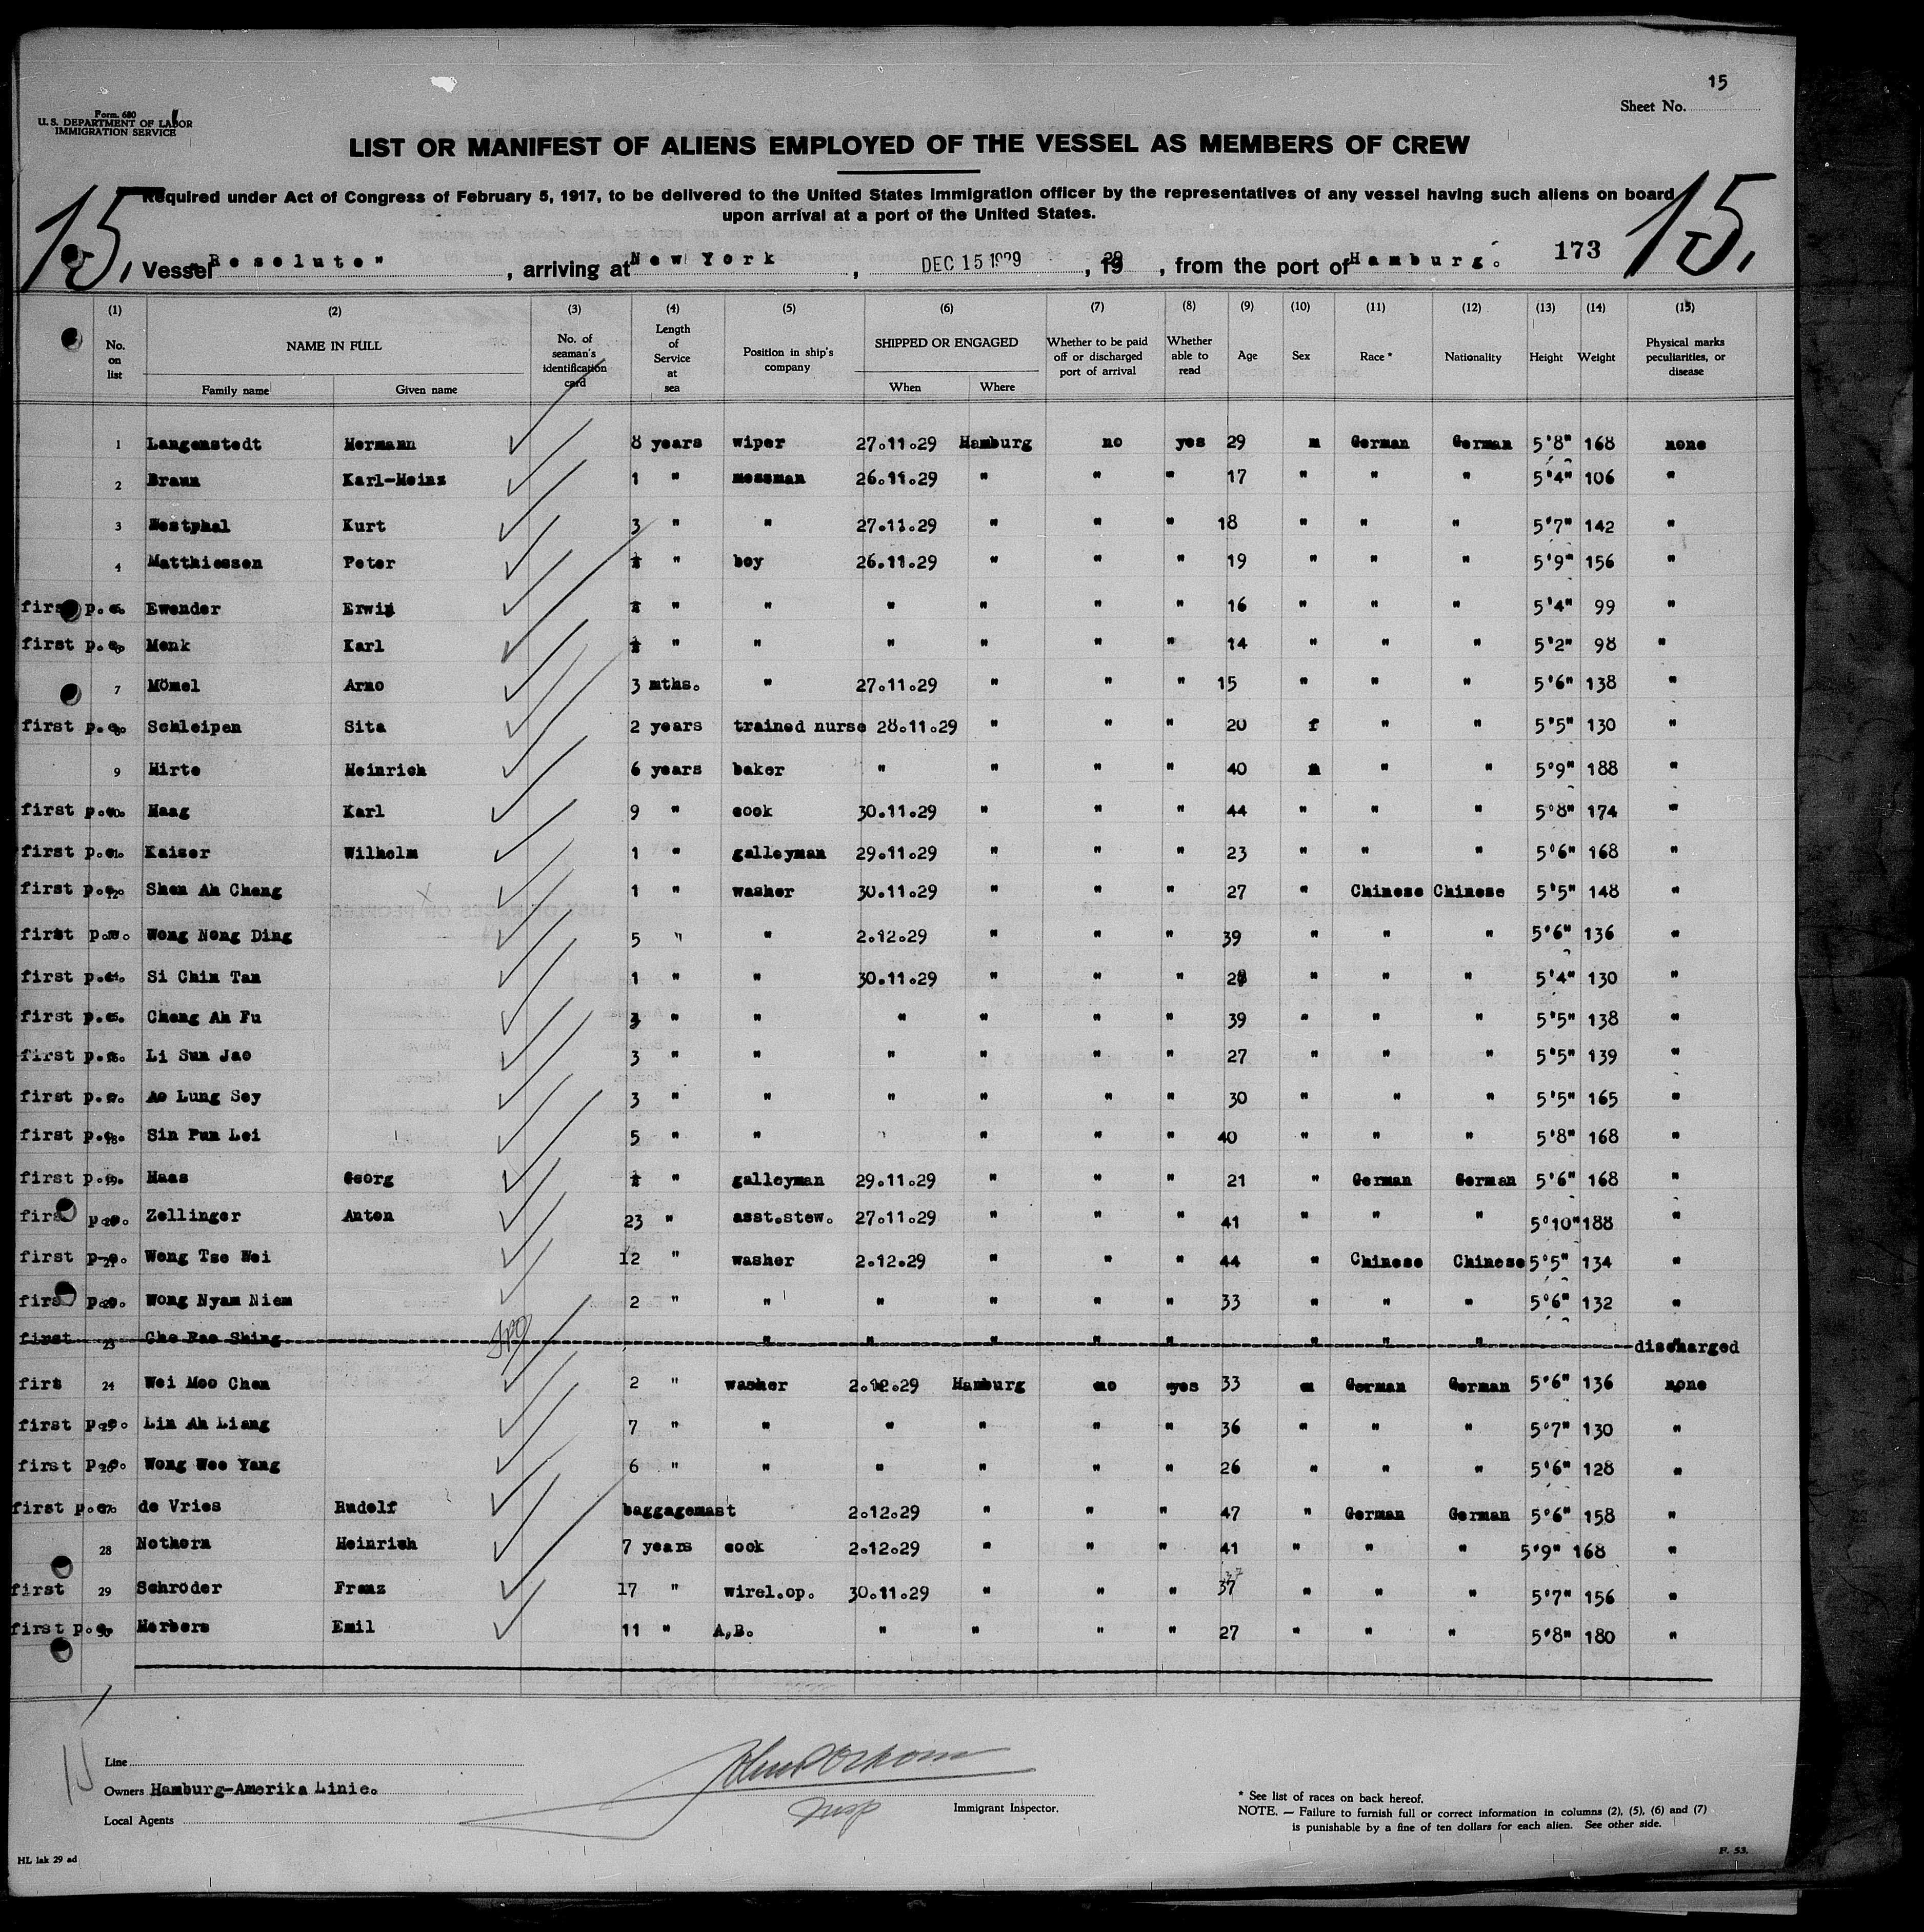 15
Sheet No.
Form. 680
U. S. DEPARTMENT OF LABOR
IMMIGRATION SERVICE
LIST OR MANIFEST OF ALIENS EMPLOYED OF THE VESSEL AS MEMBERS OF CREW
Required under Act of Congress of February 5, 1917, to be delivered to the United States immigration officer by the representatives of any vessel having such aliens on board
upon arrival at a port of the United States.
15. Vessel "Resolute" , arriving at New York , DEC 15 1929 , 19 29 , from the port of Hamburg. 173 15.
(1) (2) (3) (4) (5) (6) (7) (8) (9) (10) (11) (12) (13) (14) (15)
No. on list NAME IN FULL Family name Given name No. of seaman's identification card Length of Service at sea Position in ship's company SHIPPED OR ENGAGED When Where Whether to be paid off or discharged port of arrival Whether able to read Age Sex Race * Nationality Height Weight Physical marks peculiarities, or disease
1 Langenstedt Hermann 8 years wiper 27.11.29 Hamburg no yes 29 m German German 5'8" 168 none
2 Braun Karl-Heinz 1 " messman 26.11.29 " " " 17 " " " 5'4" 106 "
3 Westphal Kurt 3 " " 27.11.29 " " " 18 " " " 5'7" 142 "
4 Matthiessen Peter " boy 26.11.29 " " " 19 " " " 5'9" 156 "
first p. Ewender Erwin " " " " " " 16 " " " 5'4" 99 "
first p. Menk Karl " " " " " " 14 " " " 5'2" 98 "
7 Mömel Arno 3 mths. " 27.11.29 " " " 15 " " " 5'6" 138 "
first p. Schleipen Sita 2 years trained nurse 28.11.29 " " " 20 f " " 5'5" 130 "
9 Hirte Heinrich 6 years baker " " " " 40 m " " 5'9" 188 "
first p. Haag Karl 9 " cook 30.11.29 " " " 44 " " " 5'8" 174 "
first p. Kaiser Wilhelm 1 " galleyman 29.11.29 " " " 23 " " " 5'6" 168 "
first p. Shen Ah Cheng 1 " washer 30.11.29 " " " 27 " Chinese Chinese 5'5" 148 "
first p. Wong Nong Ding 5 " " 2.12.29 " " " 39 " " " 5'6" 136 "
first p. Si Chin Tan 1 " " 30.11.29 " " " 28 " " " 5'4" 130 "
first p. Cheng Ah Fu 3 " " " " " " 39 " " " 5'5" 138 "
first p. Li Sun Jao 3 " " " " " " 27 " " " 5'5" 139 "
first p. Ao Lung Sey 3 " " " " " " 30 " " " 5'5" 165 "
first p. Sin Pun Lei 5 " " " " " " 40 " " " 5'8" 168 "
first p. Haas Georg " galleyman 29.11.29 " " " 21 " German German 5'6" 168 "
first p. Zellinger Anton 23 " asst.stew. 27.11.29 " " " 41 " " " 5'10" 188 "
first p. Wong Tse Wei 12 " washer 2.12.29 " " " 44 " Chinese Chinese 5'5" 134 "
first p. Wong Nyam Niem 2 " " " " " " 33 " " " 5'6" 132 "
first 23 Che Bao Shing " " " " " " " " discharged
firt 24 Wei Moo Chen 2 " washer 2.12.29 Hamburg no yes 33 m German German 5'6" 136 none
first p. Lin Ah Liang 7 " " " " " " 36 " " " 5'7" 130 "
first p. Wong Wee Yang 6 " " " " " " 26 " " " 5'6" 128 "
first p. de Vries Rudolf baggagemast 2.12.29 " " " 47 " German German 5'6" 158 "
28 Nothorn Heinrich 7 years cook 2.12.29 " " " 41 " " " 5'9" 168 "
first 29 Schroder Franz 17 " wirel.op. 30.11.29 " " " 37 " " " 5'7" 156 "
first p. Herbers Emil 11 " A.B. " " " " 27 " " " 5'8" 180 "
Line
Owners Hamburg-Amerika Linie.
Local Agents
Insp
Immigrant Inspector.
* See list of races on back hereof.
NOTE. — Failure to furnish full or correct information in columns (2), (5), (6) and (7)
is punishable by a fine of ten dollars for each alien. See other side.
HL lak 29 ad
F. 53.